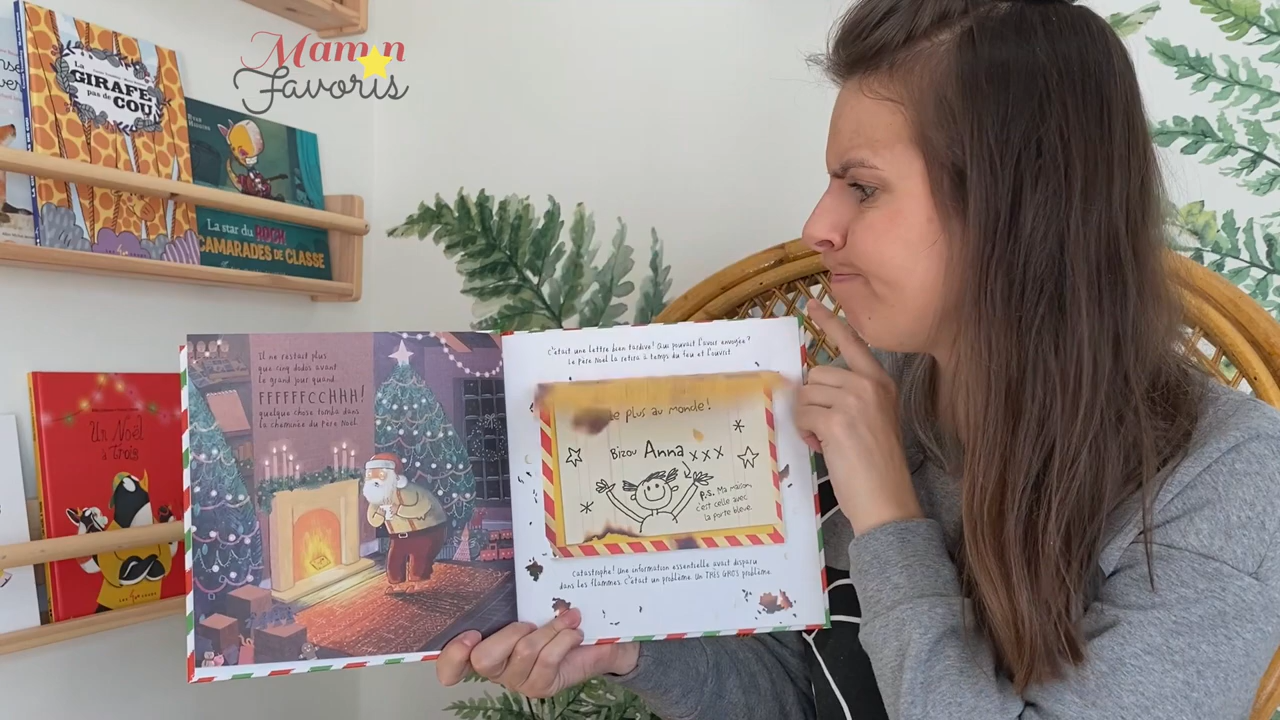 Maman
Favoris
La
GIRAFE
pas de
COU
RYAN
HIGGINS
La star du ROCK
CAMARADES DE CLASSE
Un Noël
à Trois
Il ne restait plus
que cinq dodos avant
le grand jour quand...
FFFFFFCCHHH!
quelque chose tomba dans
la cheminée du Père Noël.
C'était une lettre bien tardive! Qui pouvait l'avoir envoyée?
Le Père Noël la retira à temps du feu et l'ouvrit.
le plus au monde!
Bizou Anna xxx
p.s. Ma maison,
c'est celle avec
la porte bleue.
Catastrophe! Une information essentielle avait disparu
dans les flammes. C'était un problème. Un TRÈS GROS problème.